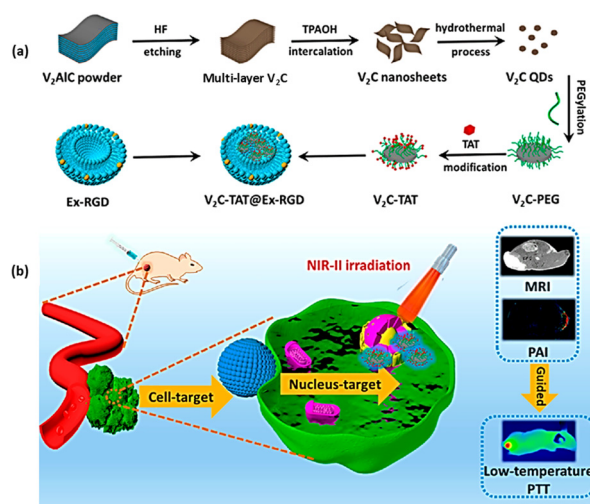 (a)
HF
etching
TPAOH
intercalation
hydrothermal
process
V₂AlC powder
Multi-layer V₂C
V₂C nanosheets
V₂C QDs
PEGylation
TAT
modification
Ex-RGD
V₂C-TAT@Ex-RGD
V₂C-TAT
V₂C-PEG
(b)
NIR-II irradiation
MRI
PAI
Cell-target
Nucleus-target
Guided
Low-temperature
PTT